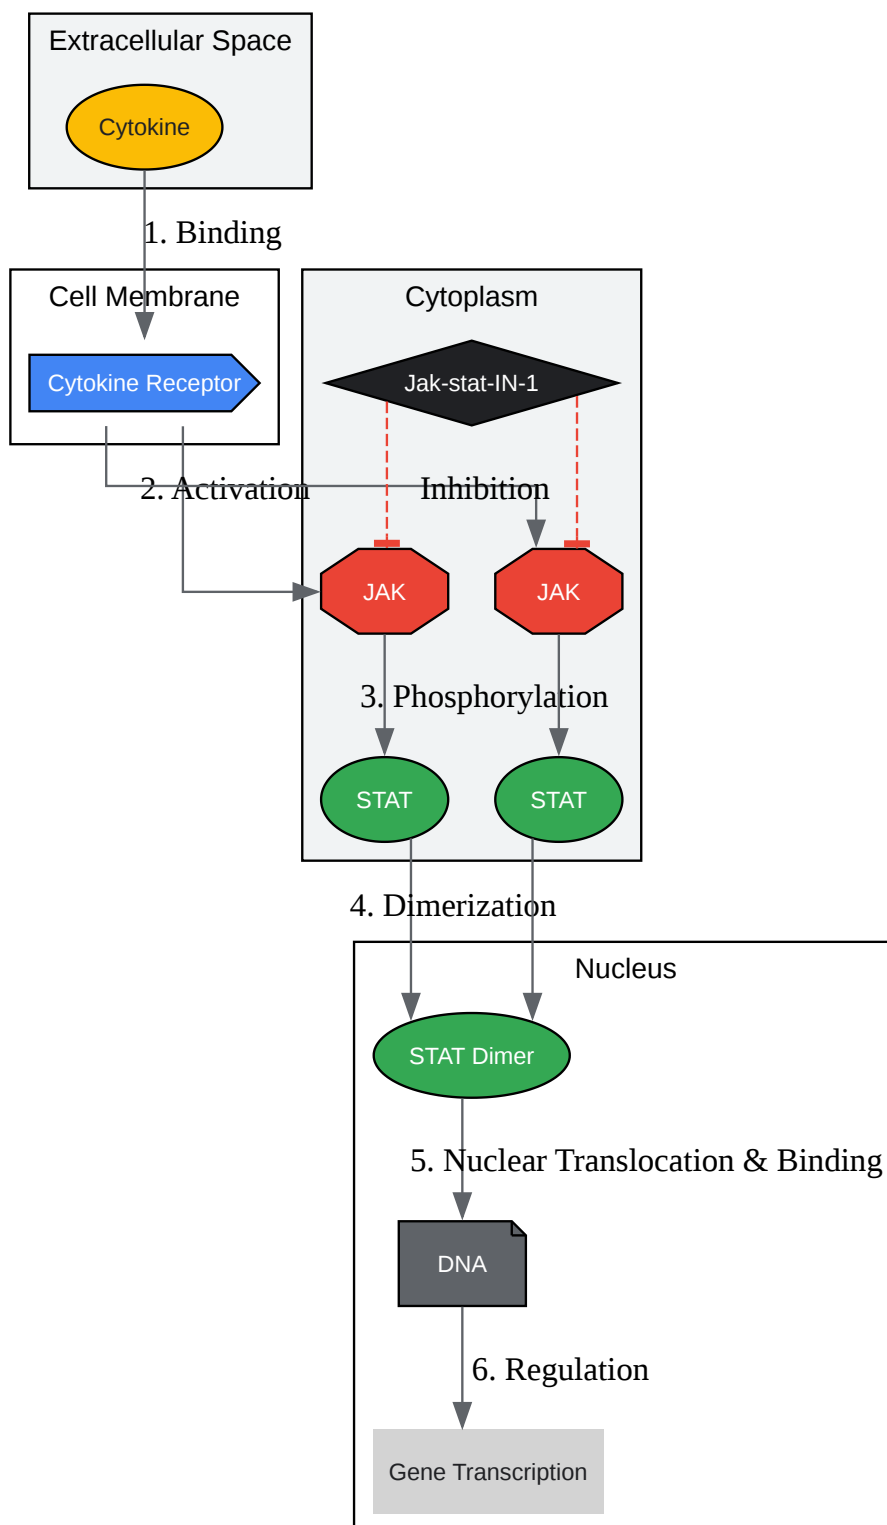 Extracellular Space
Cytokine
1. Binding
Cell Membrane
Cytoplasm
Cytokine Receptor
Jak-stat-IN-1
2. Activation
Inhibition
JAK
JAK
3. Phosphorylation
STAT
STAT
4. Dimerization
Nucleus
STAT Dimer
5. Nuclear Translocation & Binding
DNA
6. Regulation
Gene Transcription